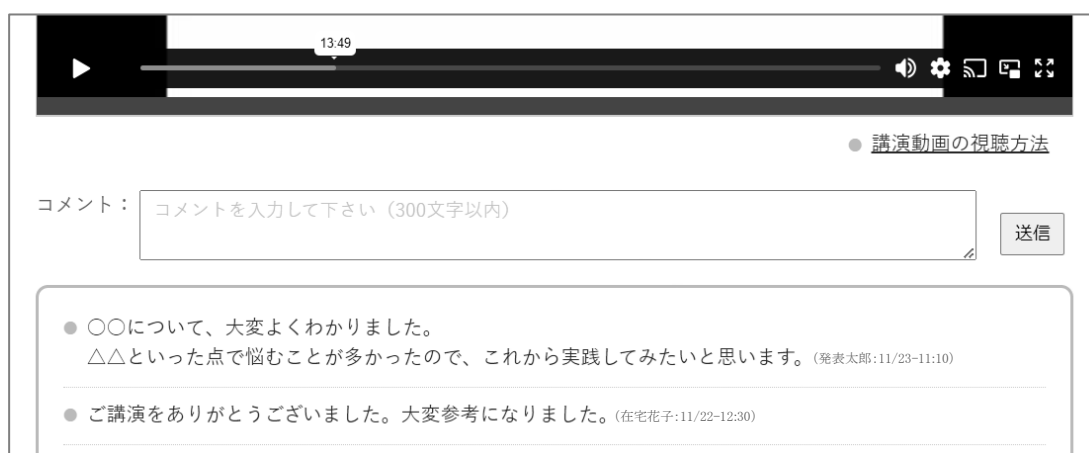 13:49
講演動画の視聴方法
コメント：
コメントを入力して下さい（300文字以内）
送信
○○について、大変よくわかりました。
△△といった点で悩むことが多かったので、これから実践してみたいと思います。(発表太郎:11/23-11:10)
ご講演をありがとうございました。大変参考になりました。(在宅花子:11/22-12:30)